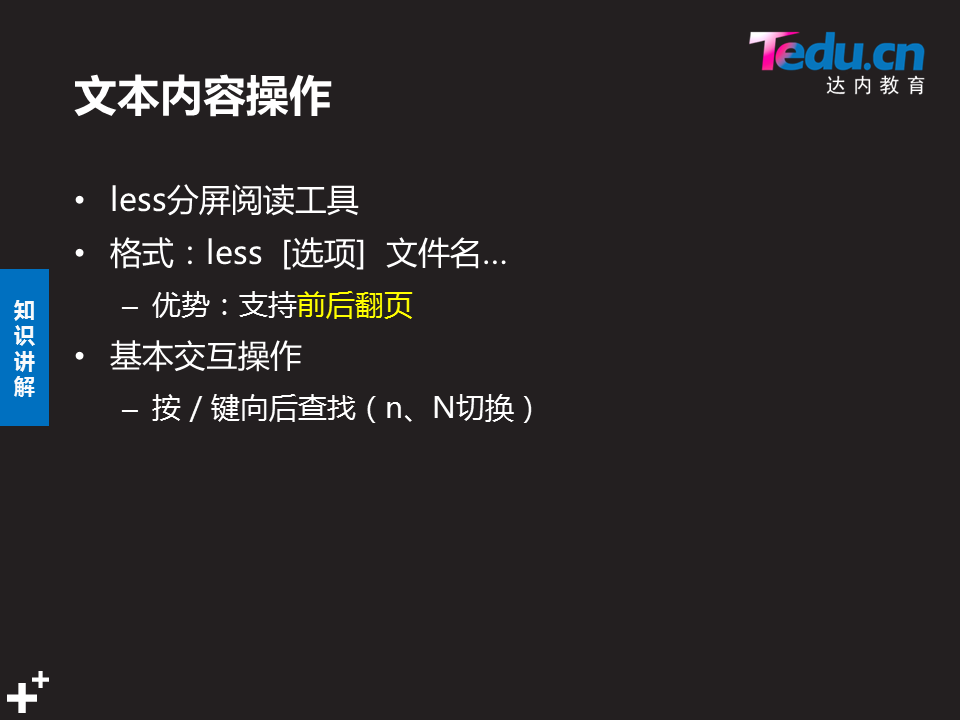 Tedu.cn
达内教育
文本内容操作
• less分屏阅读工具
• 格式：less [选项] 文件名…
– 优势：支持前后翻页
• 基本交互操作
– 按 / 键向后查找（n、N切换）
知识讲解